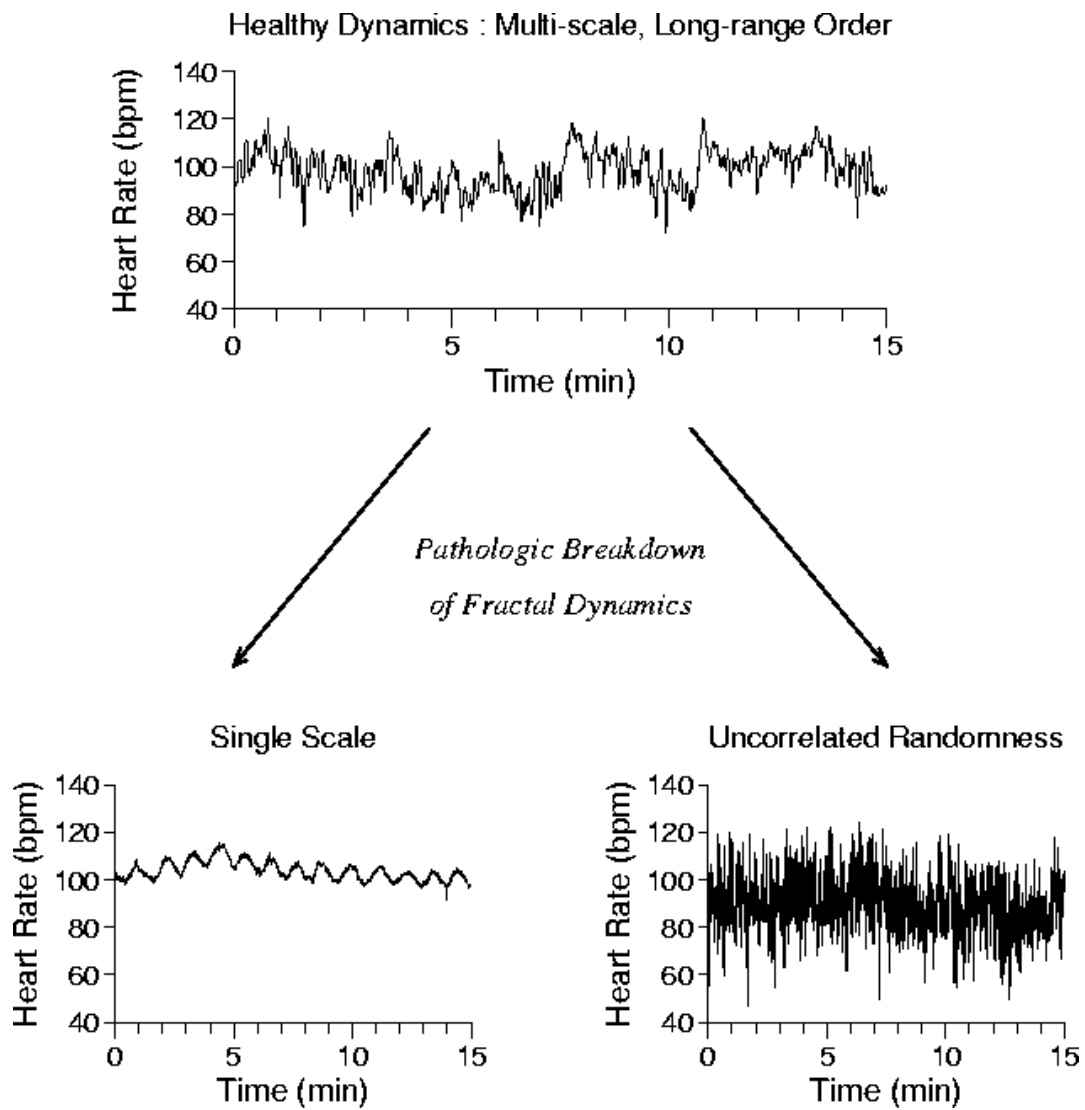 Healthy Dynamics : Multi-scale, Long-range Order
Heart Rate (bpm)
140
120
100
80
60
40
0 5 10 15
Time (min)
Pathologic Breakdown
of Fractal Dynamics
Single Scale
Heart Rate (bpm)
140
120
100
80
60
40
0 5 10 15
Time (min)
Uncorrelated Randomness
Heart Rate (bpm)
140
120
100
80
60
40
0 5 10 15
Time (min)